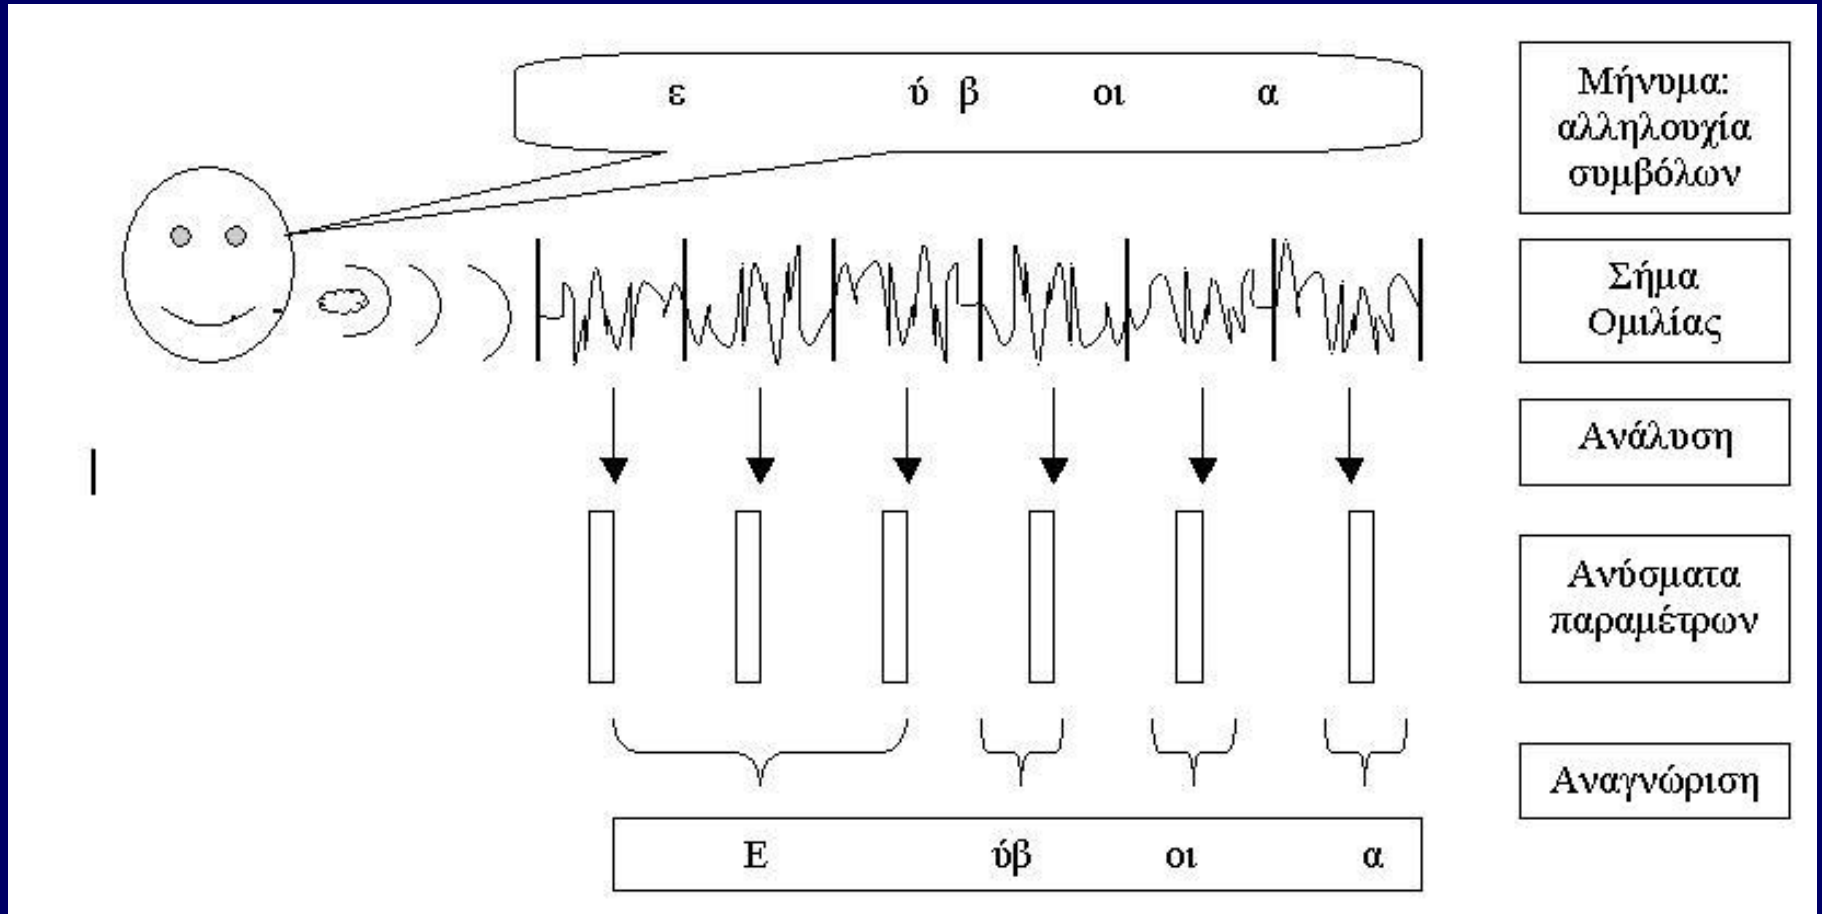 ε ύ β οι α
Μήνυμα:
αλληλουχία
συμβόλων
Σήμα
Ομιλίας
Ανάλυση
Ανύσματα
παραμέτρων
Αναγνώριση
Ε ύβ οι α